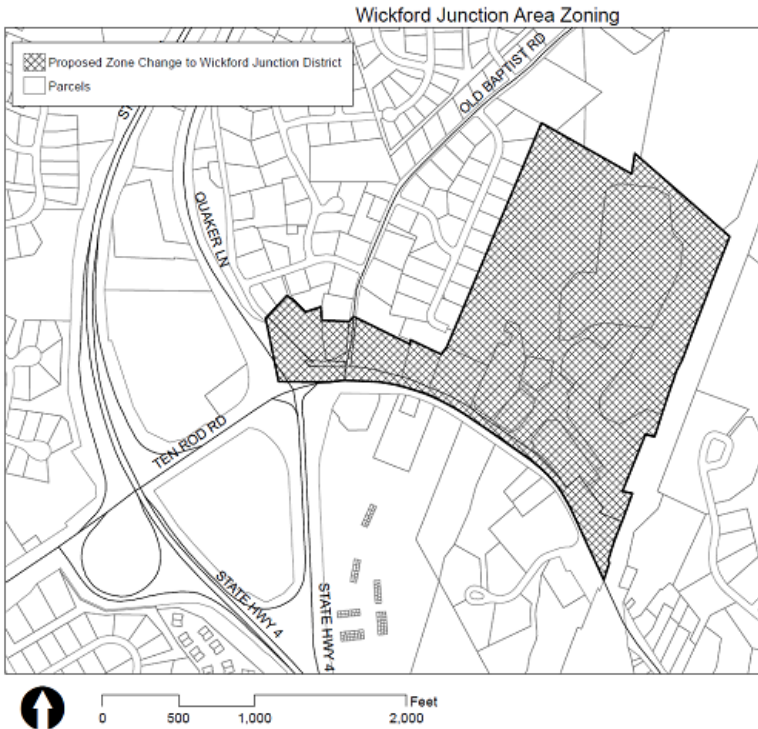 Wickford Junction Area Zoning
Proposed Zone Change to Wickford Junction District
Parcels
OLD BAPTIST RD
QUAKER LN
TEN ROD RD
STATE HWY 4
STATE HWY 4
Feet
0 500 1,000 2,000